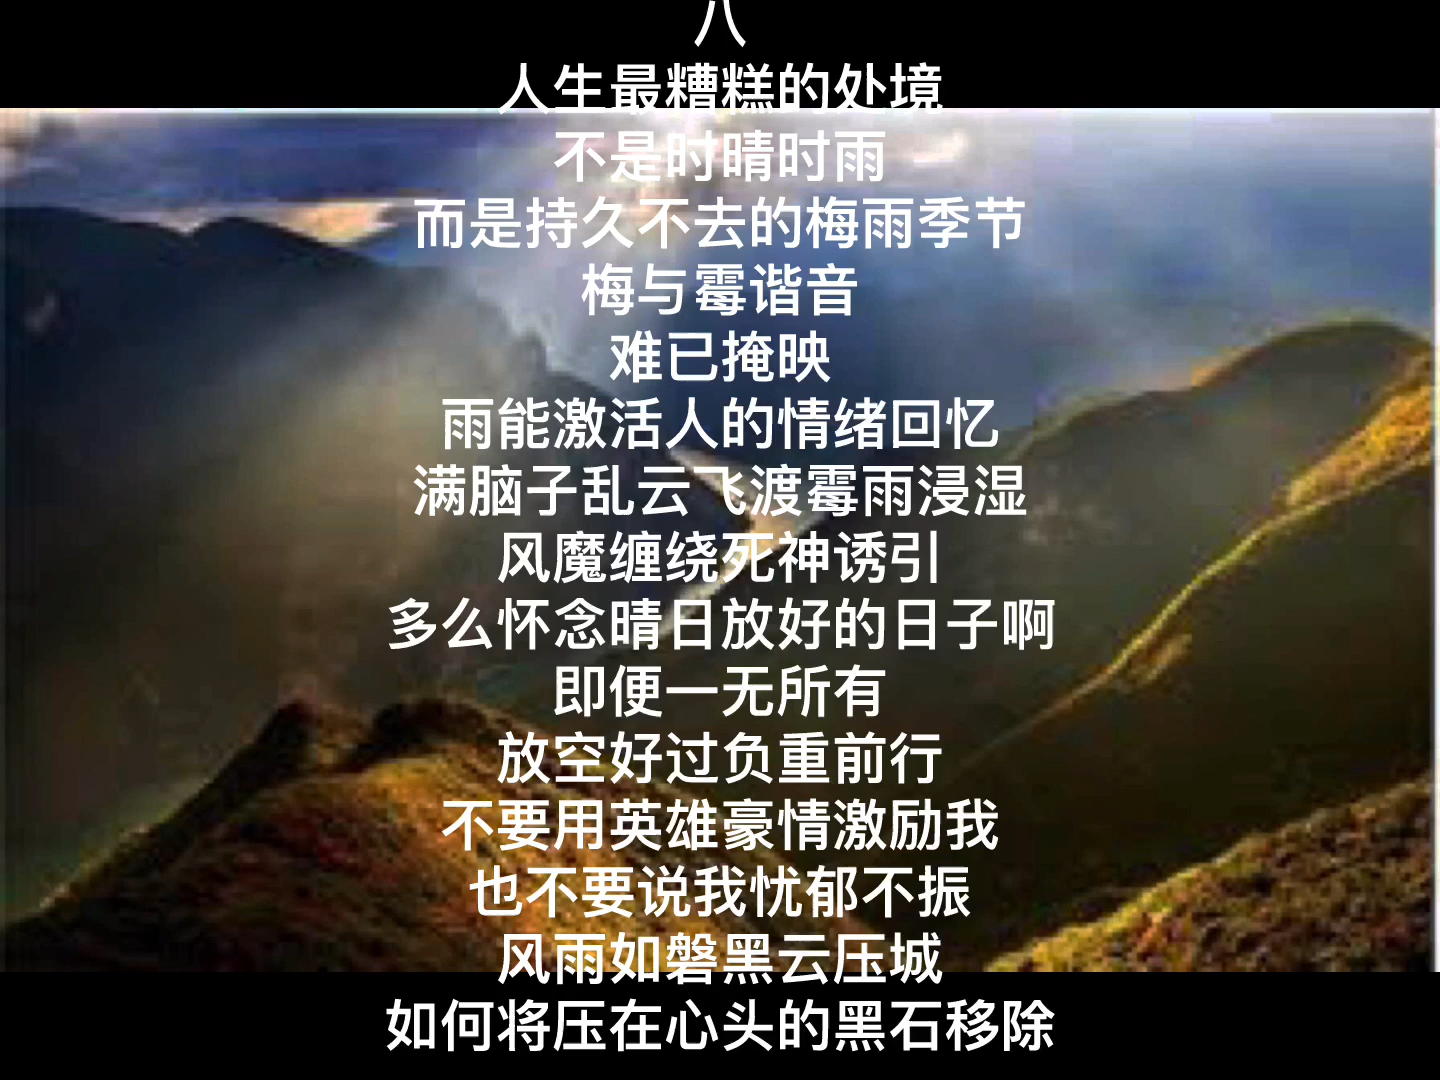 八
人生最糟糕的处境
不是时晴时雨
而是持久不去的梅雨季节
梅与霉谐音
难已掩映
雨能激活人的情绪回忆
满脑子乱云飞渡霉雨浸湿
风魔缠绕死神诱引
多么怀念晴日放好的日子啊
即便一无所有
放空好过负重前行
不要用英雄豪情激励我
也不要说我忧郁不振
风雨如磐黑云压城
如何将压在心头的黑石移除